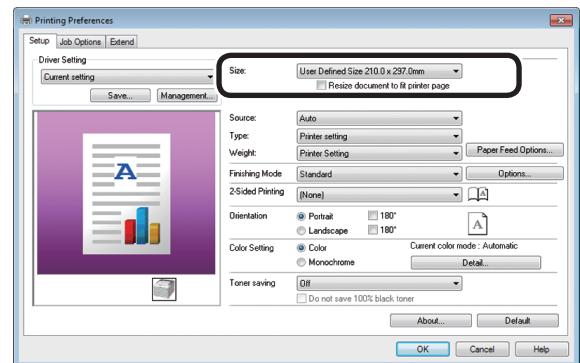 Printing Preferences
Setup Job Options Extend
Driver Setting
Current setting
Save... Management...
A
Size: User Defined Size 210.0 x 297.0mm
Resize document to fit printer page
Source: Auto
Type: Printer setting
Weight: Printer Setting Paper Feed Options...
Finishing Mode Standard Options...
2-Sided Printing (None) A
Orientation Portrait 180°
Landscape 180° A
Color Setting Color Current color mode : Automatic
Monochrome Detail...
Toner saving Off
Do not save 100% black toner
About... Default
OK Cancel Help